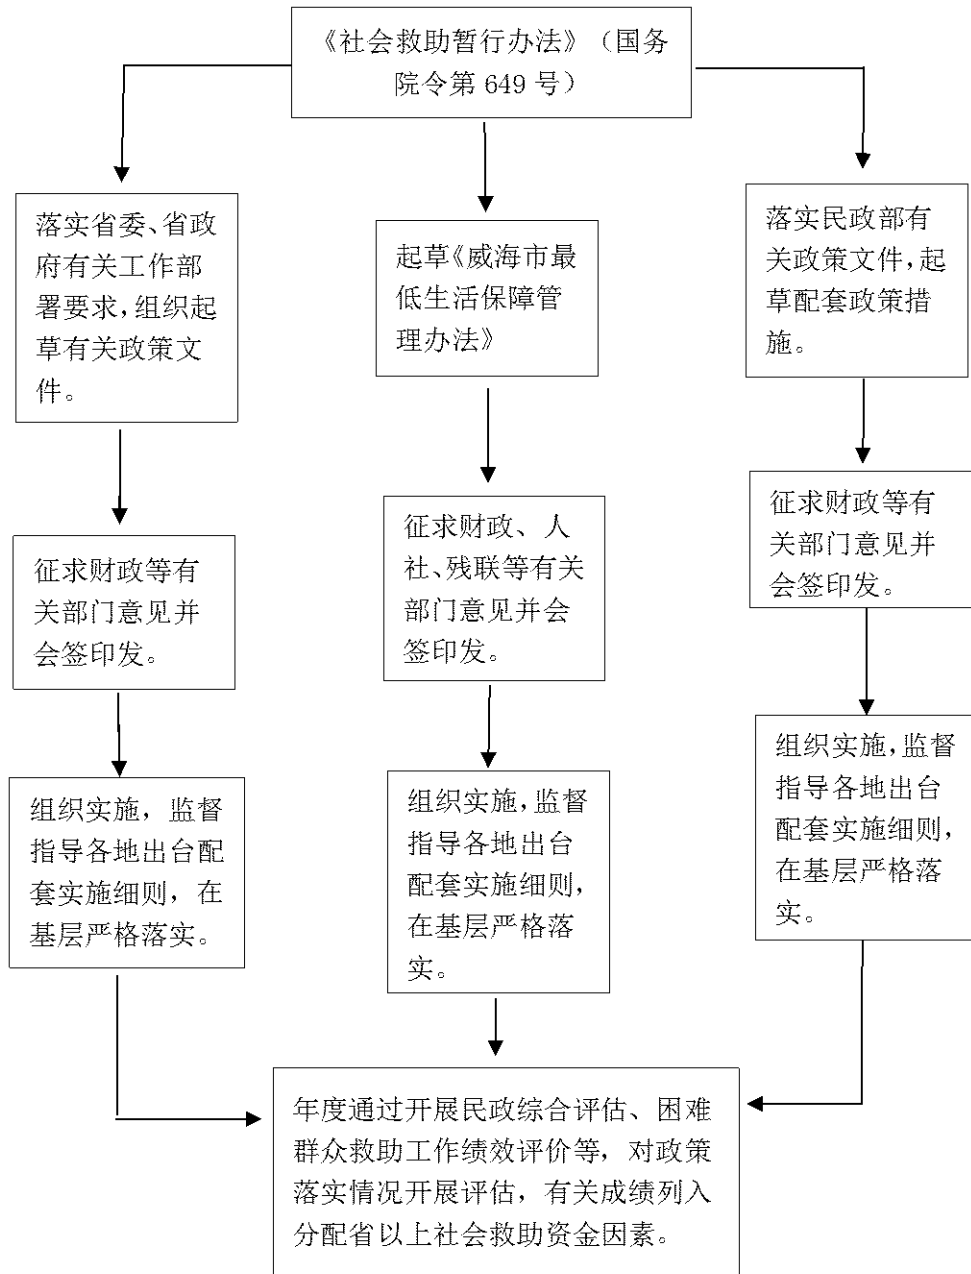 《社会救助暂行办法》（国务
院令第 649 号）
落实省委、省政
府有关工作部
署要求，组织起
草有关政策文
件。
起草《威海市最
低生活保障管
理办法》
落实民政部有
关政策文件，起
草配套政策措
施。
征求财政等有
关部门意见并
会签印发。
征求财政、人
社、残联等有关
部门意见并会
签印发。
征求财政等有
关部门意见并
会签印发。
组织实施，监督
指导各地出台配
套实施细则，在
基层严格落实。
组织实施，监督
指导各地出台
配套实施细则，
在基层严格落
实。
组织实施，监督
指导各地出台
配套实施细则，
在基层严格落
实。
年度通过开展民政综合评估、困难
群众救助工作绩效评价等，对政策
落实情况开展评估，有关成绩列入
分配省以上社会救助资金因素。